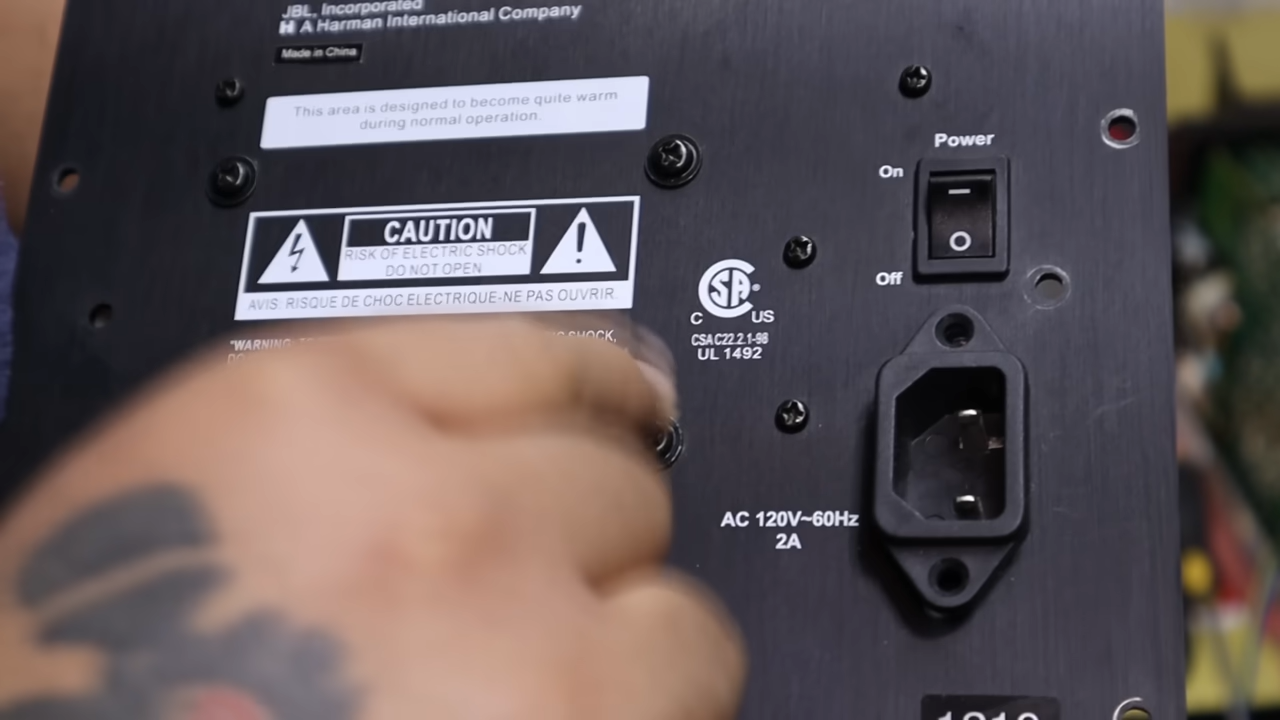 JBL, Incorporated
H A Harman International Company
Made in China
This area is designed to become quite warm
during normal operation.
Power
On
Off
CAUTION
RISK OF ELECTRIC SHOCK
DO NOT OPEN
AVIS: RISQUE DE CHOC ELECTRIQUE-NE PAS OUVRIR.
"WARNING: SHOCK,
C US
CSA C22.2.1-98
UL 1492
AC 120V~60Hz
2A